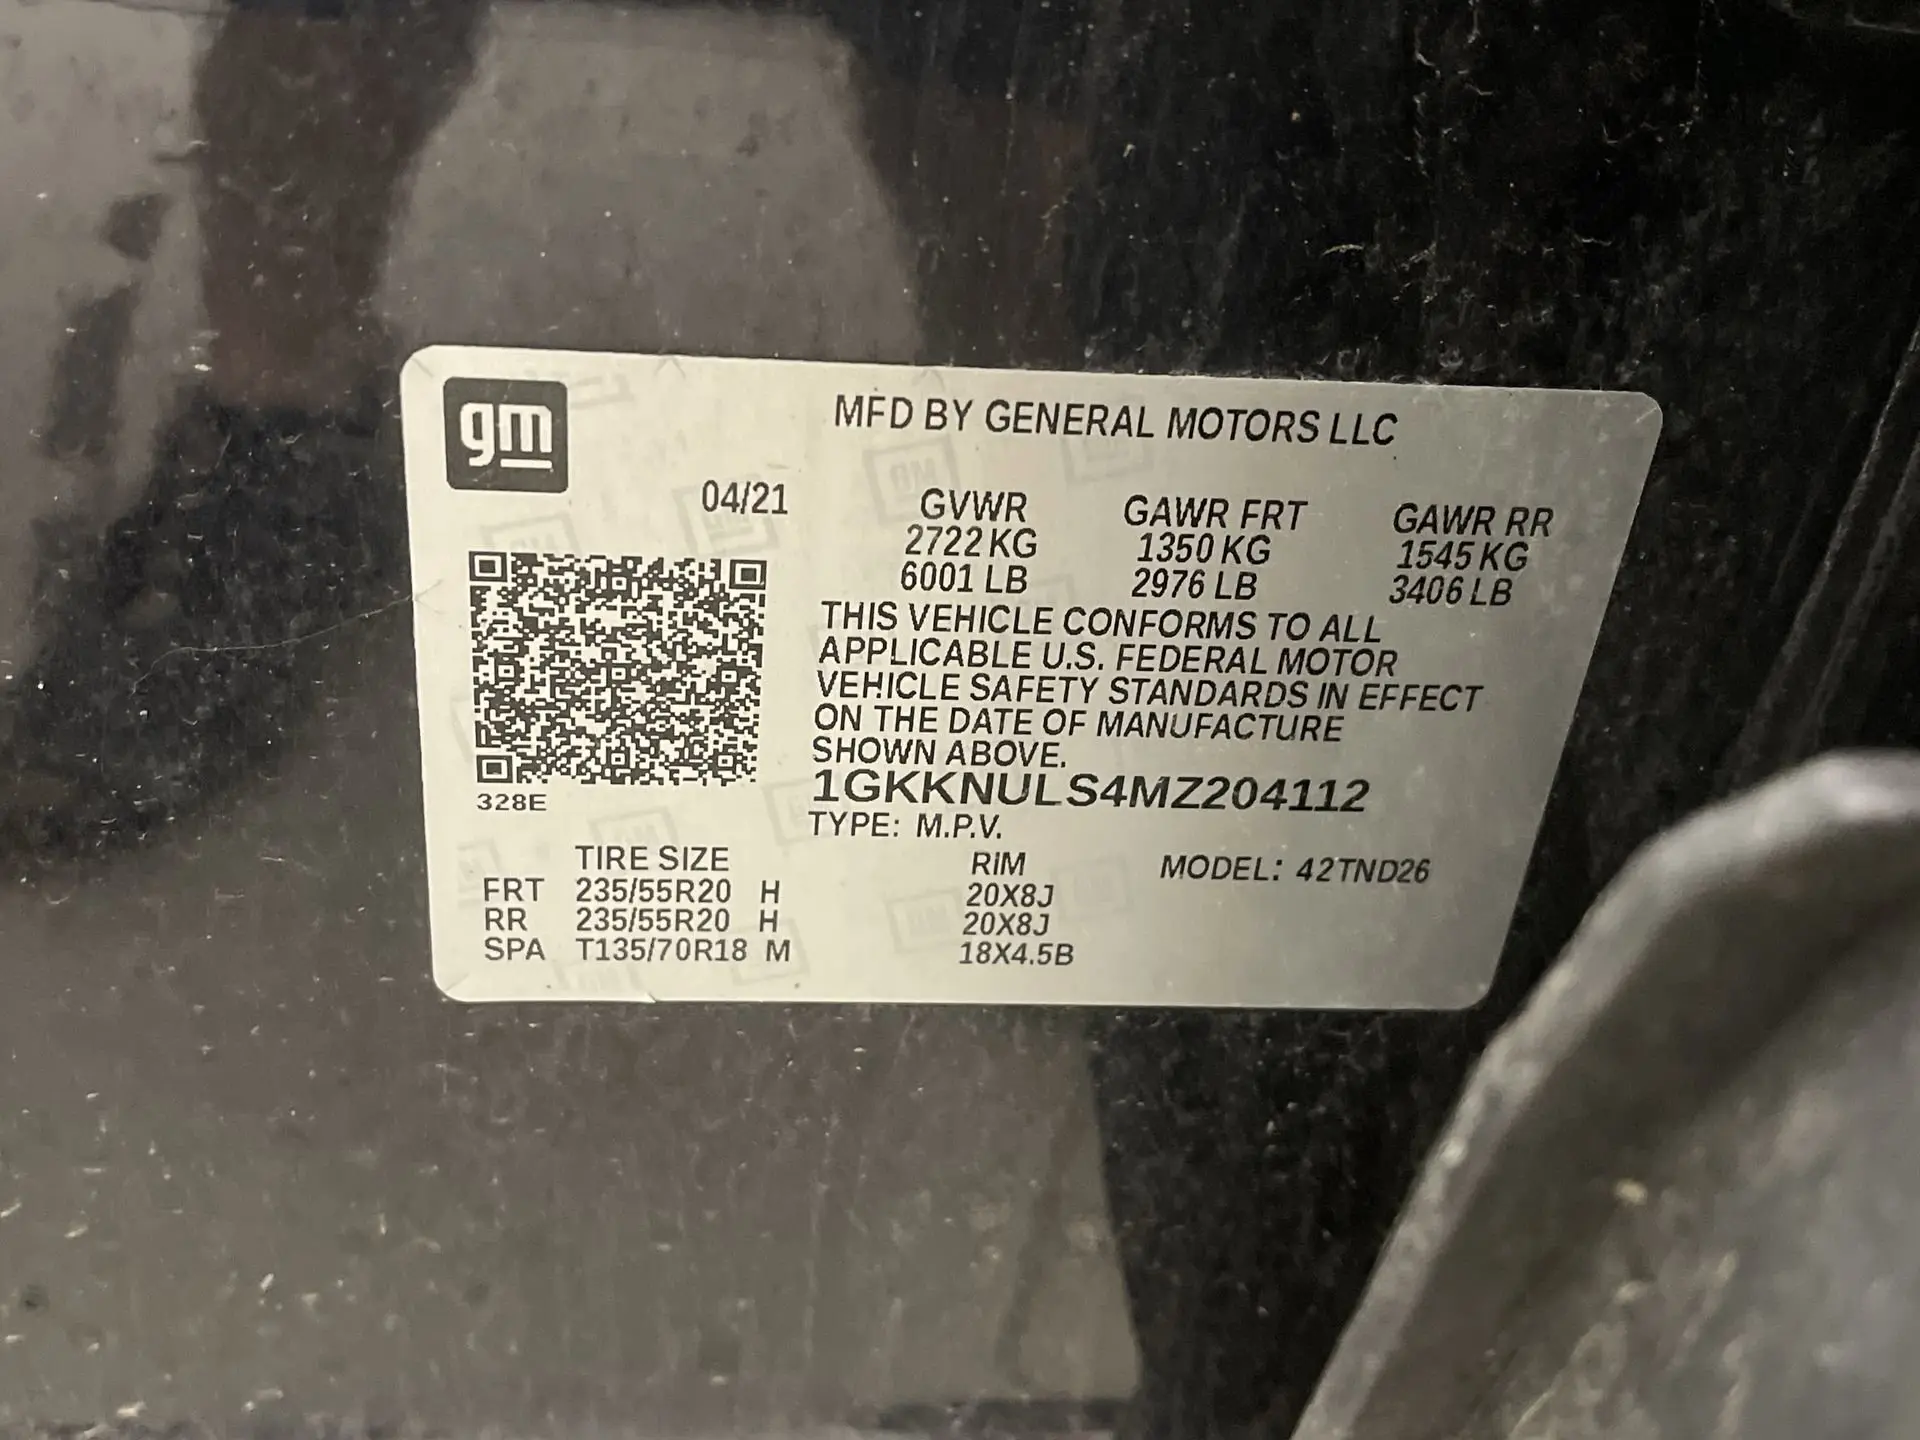 gm
MFD BY GENERAL MOTORS LLC
04/21 GVWR GAWR FRT GAWR RR
2722 KG 1350 KG 1545 KG
6001 LB 2976 LB 3406 LB
THIS VEHICLE CONFORMS TO ALL
APPLICABLE U.S. FEDERAL MOTOR
VEHICLE SAFETY STANDARDS IN EFFECT
ON THE DATE OF MANUFACTURE
SHOWN ABOVE.
1GKKNULS4MZ204112
328E
TYPE: M.P.V.
TIRE SIZE RIM MODEL: 42TND26
FRT 235/55R20 H 20X8J
RR 235/55R20 H 20X8J
SPA T135/70R18 M 18X4.5B